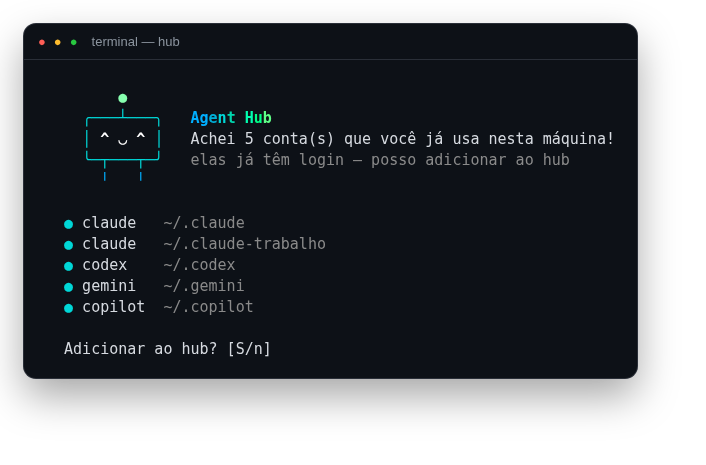 terminal — hub
Agent Hub
Achei 5 conta(s) que você já usa nesta máquina!
elas já têm login — posso adicionar ao hub
● claude ~/.claude
● claude ~/.claude-trabalho
● codex ~/.codex
● gemini ~/.gemini
● copilot ~/.copilot
Adicionar ao hub? [S/n]